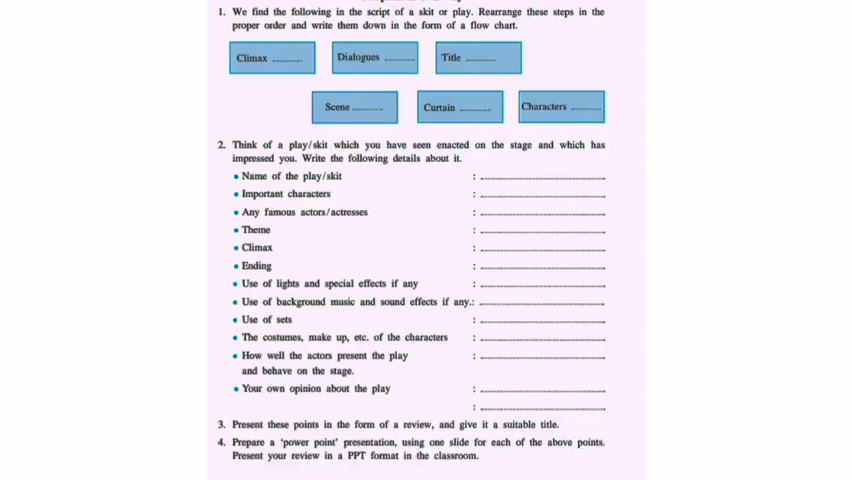 1. We find the following in the script of a skit or play. Rearrange these steps in the
proper order and write them down in the form of a flow chart.
Climax ..........
Dialogues ..........
Title ..........
Scene ..........
Curtain ..........
Characters ..........
2. Think of a play/skit which you have seen enacted on the stage and which has
impressed you. Write the following details about it.
• Name of the play/skit : ..............................
• Important characters : ..............................
• Any famous actors/actresses : ..............................
• Theme : ..............................
• Climax : ..............................
• Ending : ..............................
• Use of lights and special effects if any : ..............................
• Use of background music and sound effects if any.: ..............................
• Use of sets : ..............................
• The costumes, make up, etc. of the characters : ..............................
• How well the actors present the play : ..............................
and behave on the stage.
• Your own opinion about the play : ..............................
: ..............................
3. Present these points in the form of a review, and give it a suitable title.
4. Prepare a 'power point' presentation, using one slide for each of the above points.
Present your review in a PPT format in the classroom.